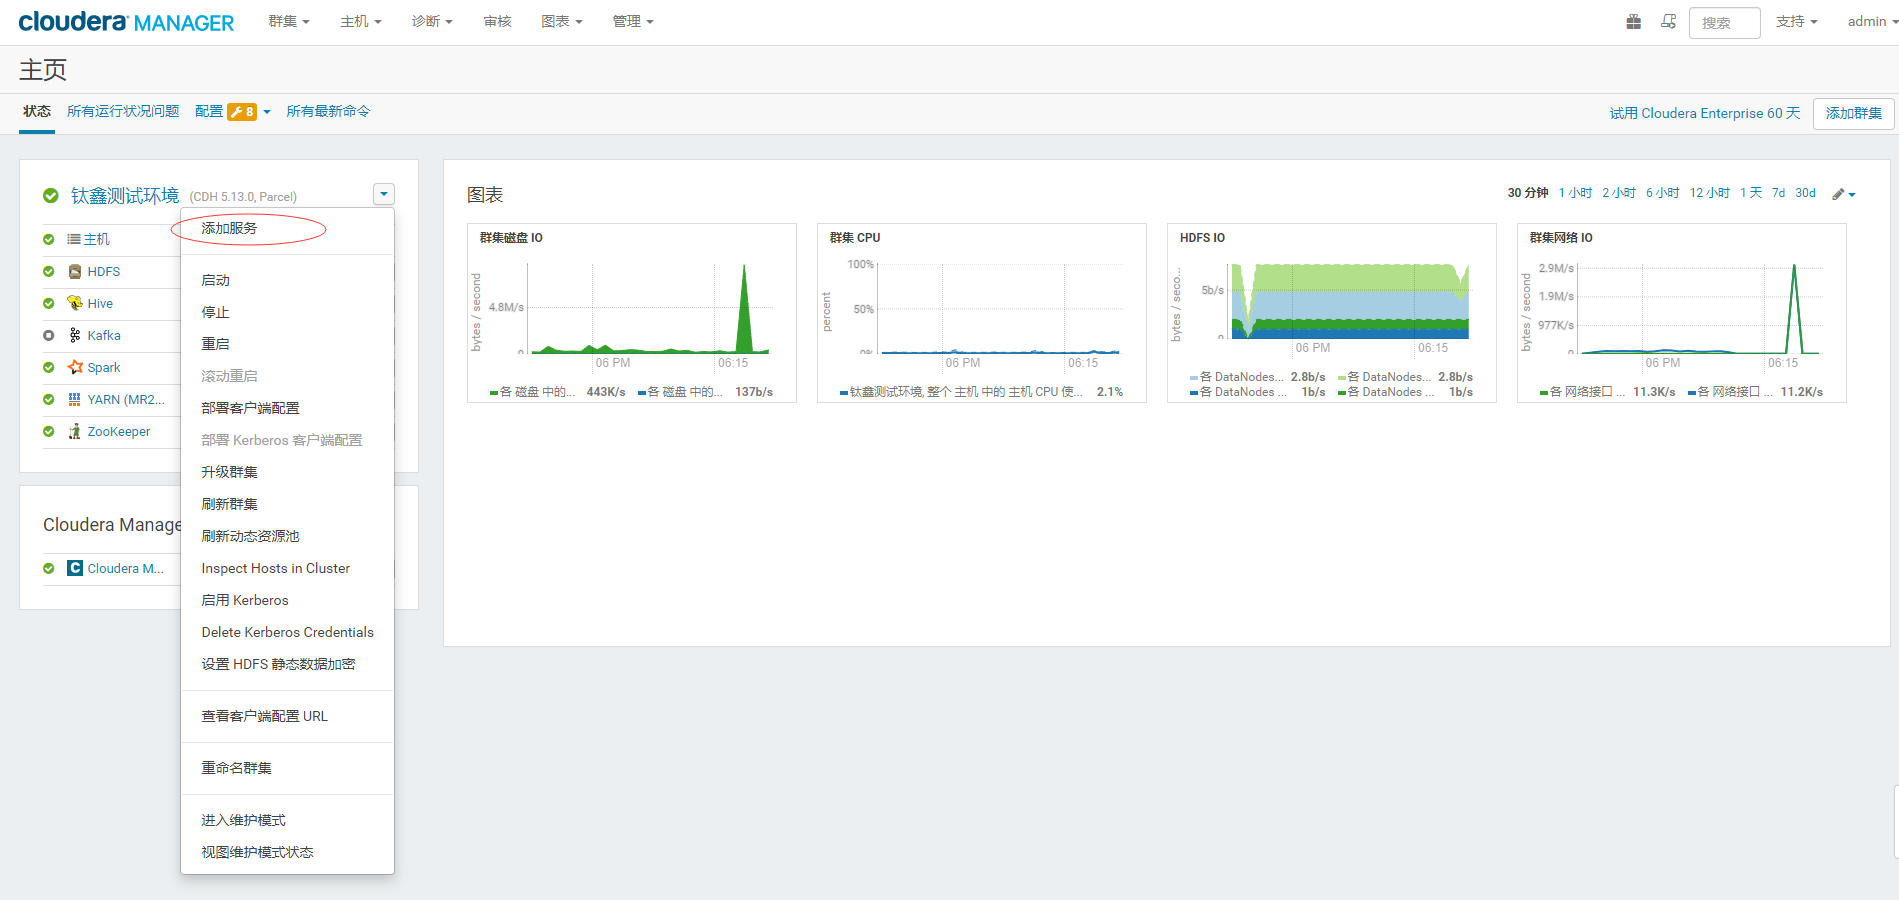 cloudera MANAGER 群集 主机 诊断 审核 图表 管理 搜索 支持 admin
主页
状态 所有运行状况问题 配置 8 所有最新命令 试用 Cloudera Enterprise 60 天 添加群集
钛鑫测试环境 (CDH 5.13.0, Parcel)
主机
HDFS
Hive
Kafka
Spark
YARN (MR2...
ZooKeeper
Cloudera Manage
Cloudera M...
添加服务
启动
停止
重启
滚动重启
部署客户端配置
部署 Kerberos 客户端配置
升级群集
刷新群集
刷新动态资源池
Inspect Hosts in Cluster
启用 Kerberos
Delete Kerberos Credentials
设置 HDFS 静态数据加密
查看客户端配置 URL
重命名群集
进入维护模式
视图维护模式状态
图表 30 分钟 1 小时 2 小时 6 小时 12 小时 1 天 7d 30d
群集磁盘 IO
bytes / second
4.8M/s
0
06 PM 06:15
各 磁盘 中的... 443K/s 各 磁盘 中的... 137b/s
群集 CPU
percent
100%
50%
0%
06 PM 06:15
钛鑫测试环境, 整个 主机 中的 主机 CPU 使... 2.1%
HDFS IO
bytes / seco...
5b/s
0
06 PM 06:15
各 DataNodes... 2.8b/s 各 DataNodes... 2.8b/s
各 DataNodes ... 1b/s 各 DataNodes ... 1b/s
群集网络 IO
bytes / second
2.9M/s
1.9M/s
977K/s
0
06 PM 06:15
各 网络接口 ... 11.3K/s 各 网络接口 ... 11.2K/s